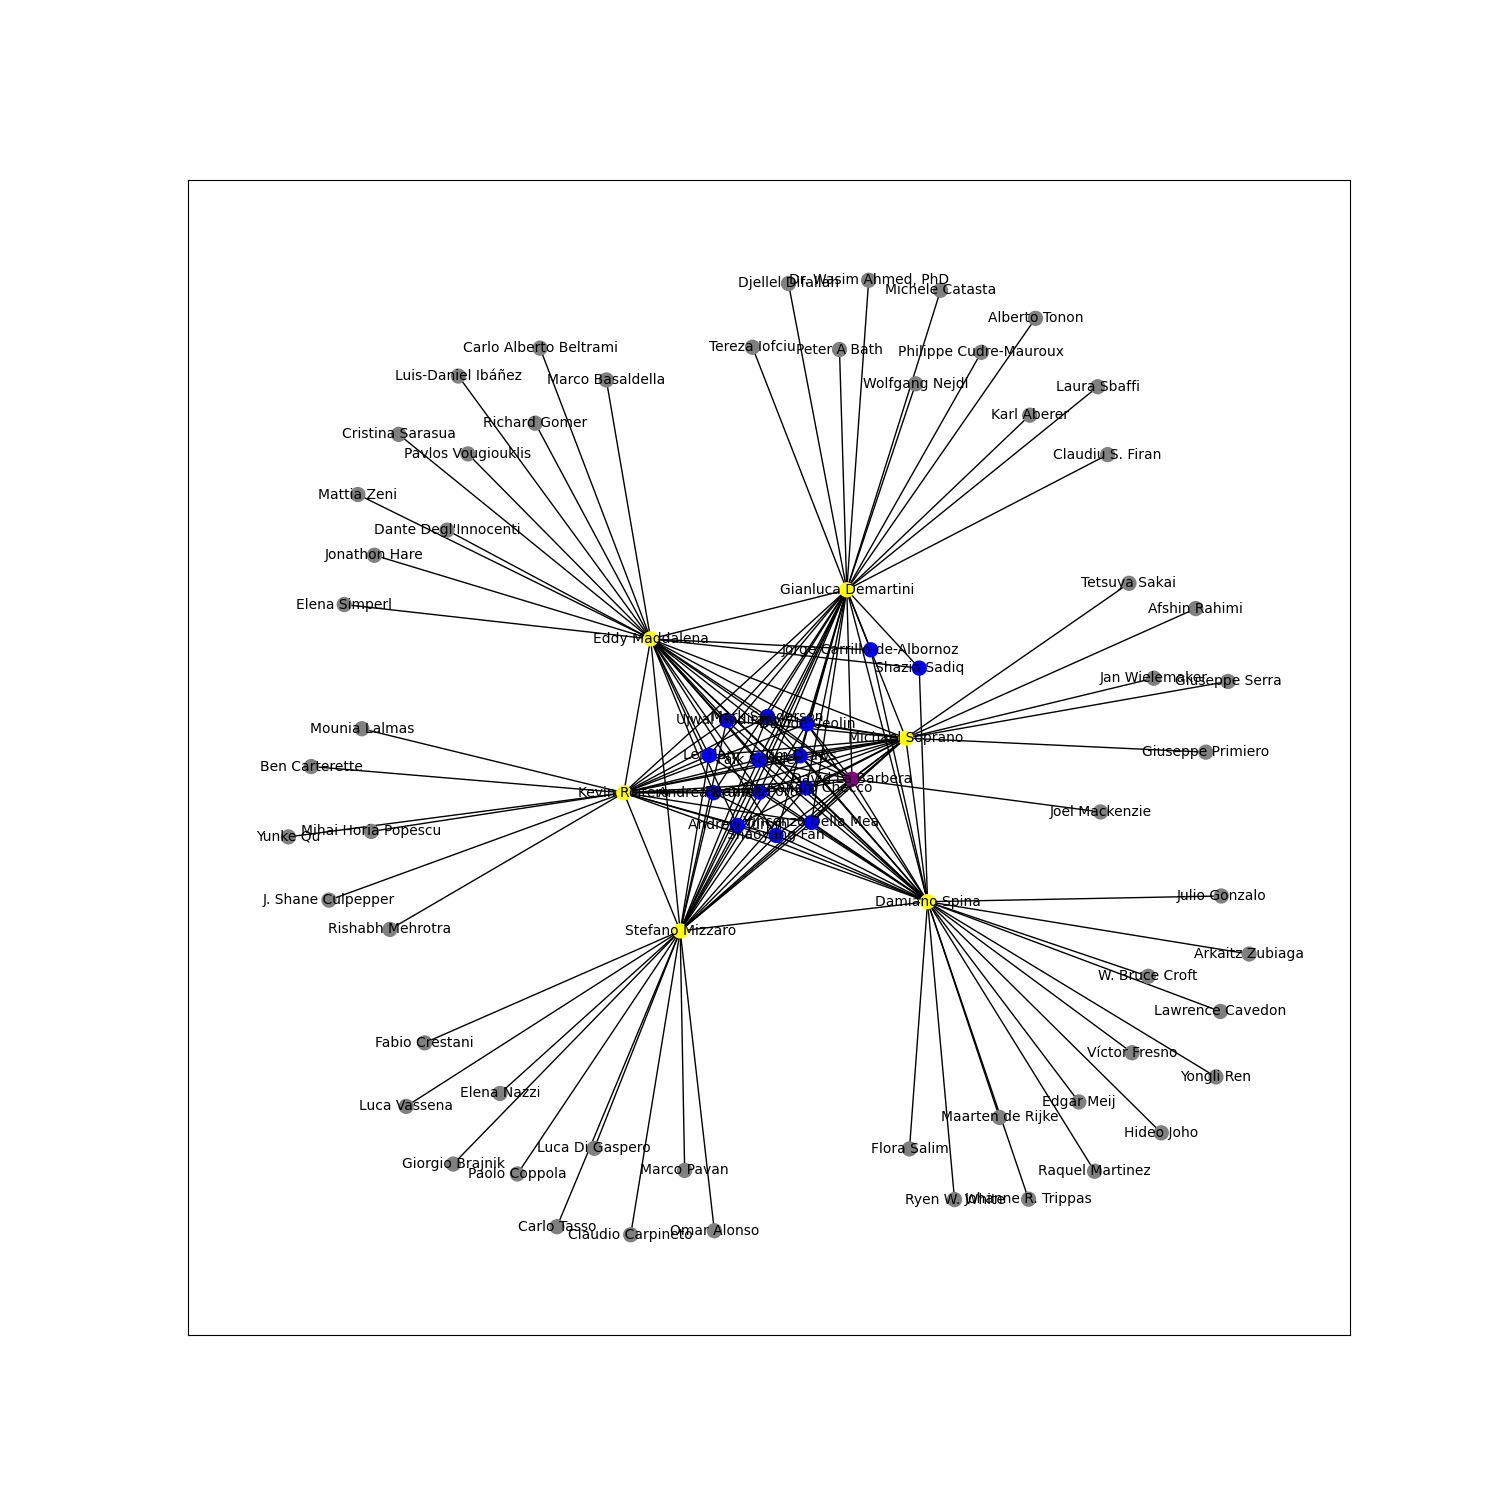 Djellel Difallah
Dr. Wasim Ahmed, PhD
Michele Catasta
Alberto Tonon
Tereza Iofciu
Peter A Bath
Philippe Cudre-Mauroux
Carlo Alberto Beltrami
Luis-Daniel Ibáñez
Marco Basaldella
Wolfgang Nejdl
Laura Sbaffi
Karl Aberer
Richard Gomer
Cristina Sarasua
Pavlos Vougiouklis
Claudiu S. Firan
Mattia Zeni
Dante Degl'Innocenti
Jonathon Hare
Tetsuya Sakai
Gianluca Demartini
Elena Simperl
Afshin Rahimi
Eddy Maddalena
Jorge Carrillo-de-Albornoz
Shazia Sadiq
Jan Wielemaker
Giuseppe Serra
Mounia Lalmas
Michael Soprano
Giuseppe Primiero
Ben Carterette
David La Barbera
Kevin Roitero
Checco
Joel Mackenzie
Vincenzo Della Mea
Mihai Horia Popescu
Yunke Qu
Shaoyang Fan
Julio Gonzalo
J. Shane Culpepper
Damiano Spina
Rishabh Mehrotra
Stefano Mizzaro
Arkaitz Zubiaga
W. Bruce Croft
Lawrence Cavedon
Fabio Crestani
Víctor Fresno
Yongli Ren
Elena Nazzi
Luca Vassena
Edgar Meij
Maarten de Rijke
Hideo Joho
Luca Di Gaspero
Flora Salim
Giorgio Brajnik
Paolo Coppola
Marco Pavan
Raquel Martinez
Ryen W. White
Johanne R. Trippas
Carlo Tasso
Claudio Carpineto
Omar Alonso